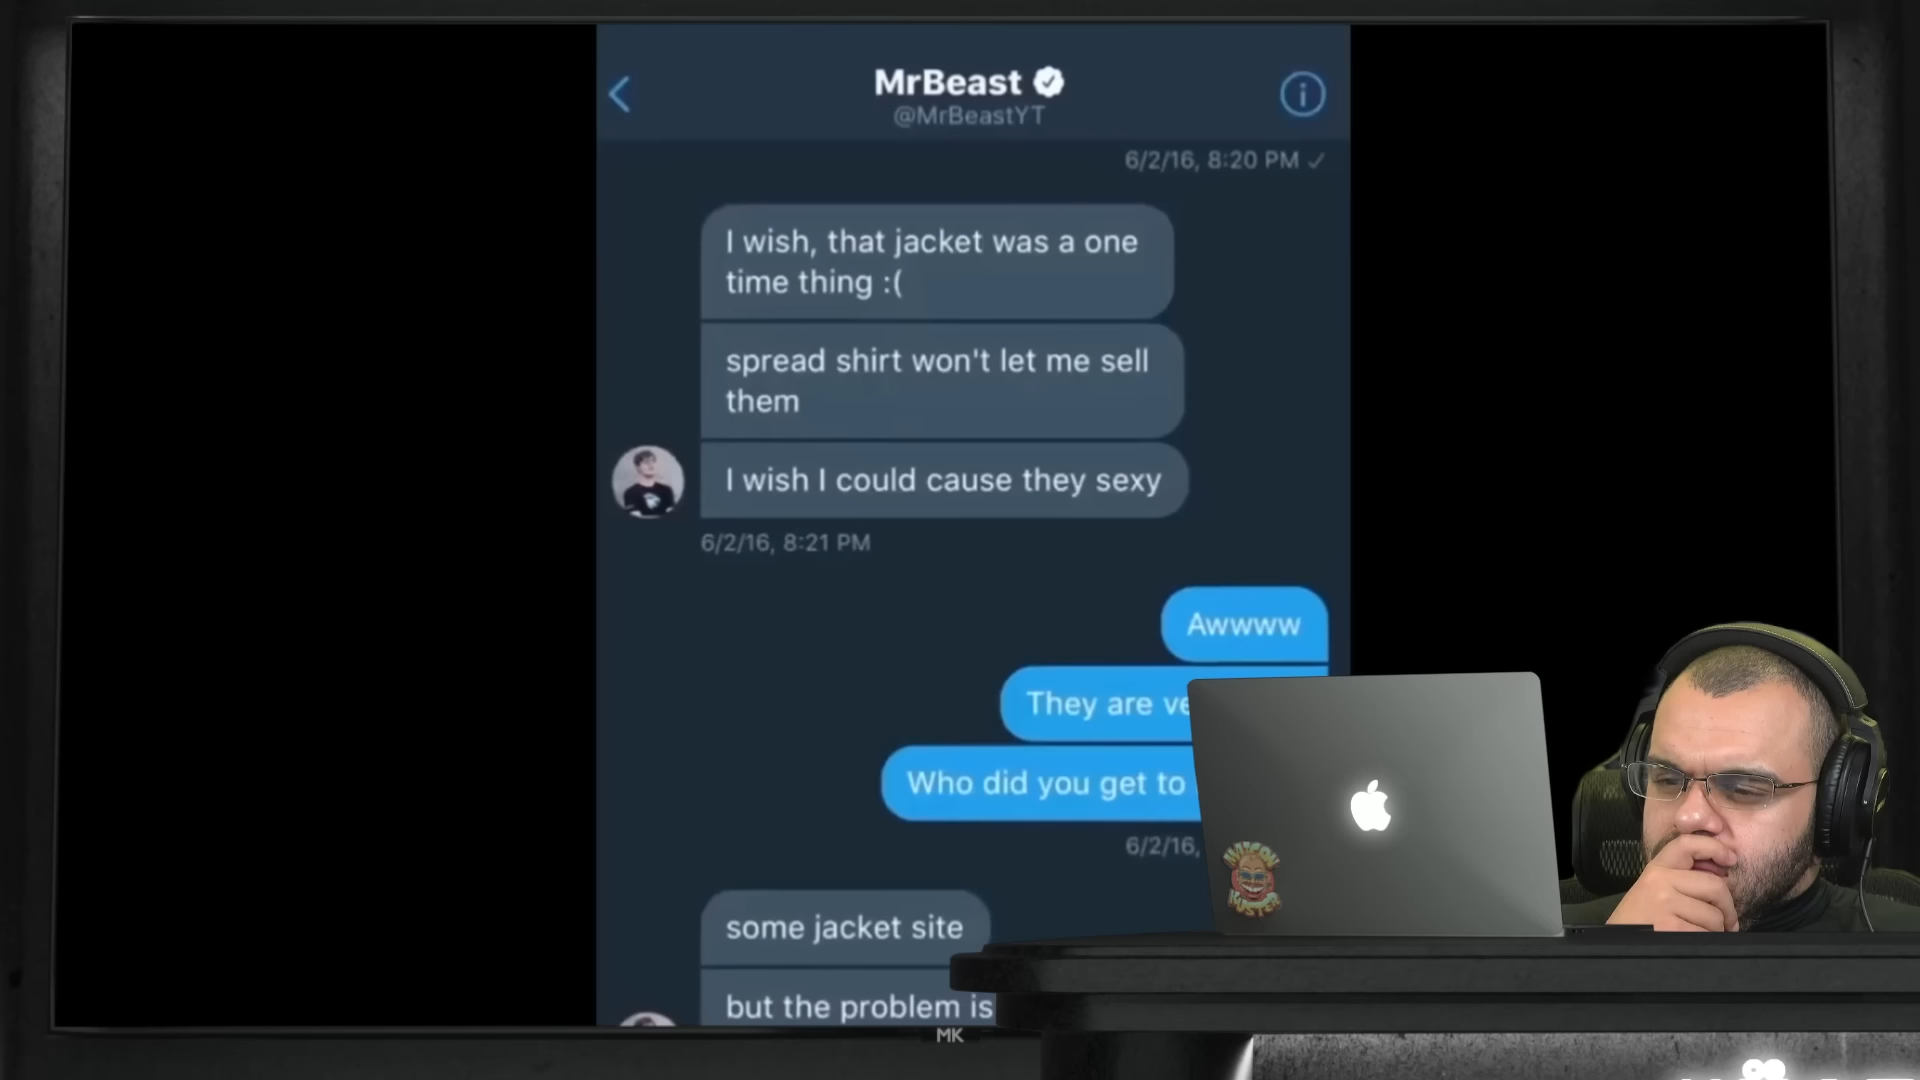 MrBeast
@MrBeastYT
6/2/16, 8:20 PM
I wish, that jacket was a one
time thing :(
spread shirt won't let me sell
them
I wish I could cause they sexy
6/2/16, 8:21 PM
Awwww
They are
Who did you get to
6/2/16,
some jacket site
but the problem is
MK